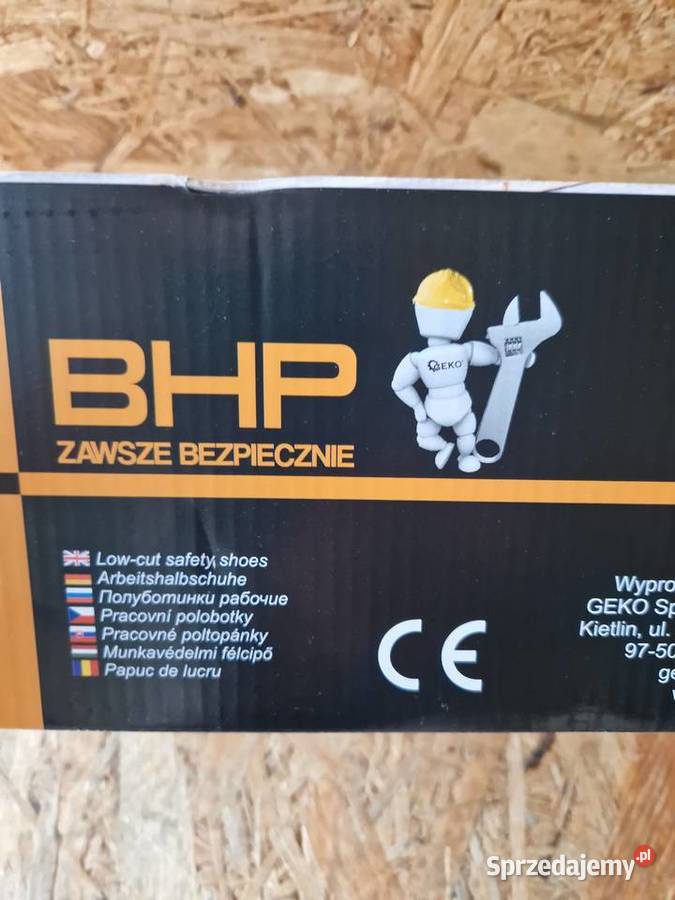 BHP
ZAWSZE BEZPIECZNIE
GEKO
Low-cut safety shoes
Arbeitshalbschuhe
Полуботинки рабочие
Pracovní polobotky
Pracovné poltopánky
Munkavédelmi félcipő
Papuc de lucru
CE
Wypro
GEKO Sp
Kietlin, ul.
97-50
ge
Sprzedajemy.pl